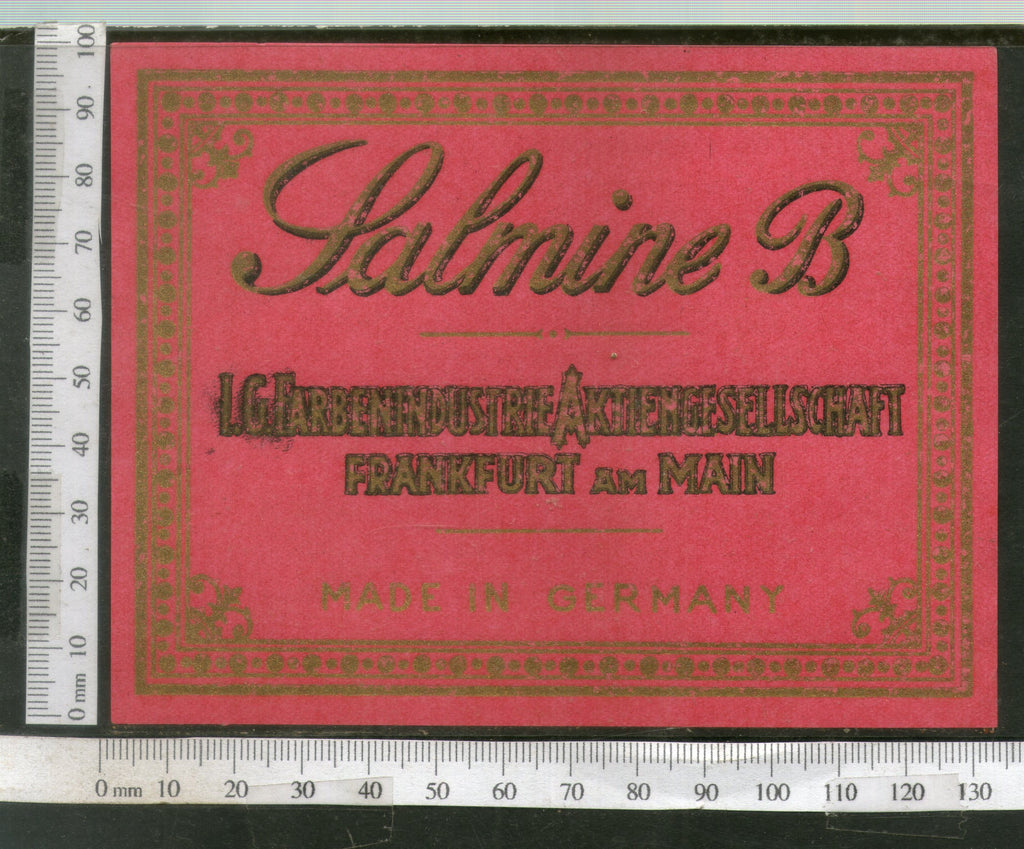 Salmine B
I.G. FARBENINDUSTRIE AKTIENGESELLSCHAFT
FRANKFURT AM MAIN
MADE IN GERMANY
100
90
80
70
60
50
40
30
20
10
0 mm
0 mm 10 20 30 40 50 60 70 80 90 100 110 120 130